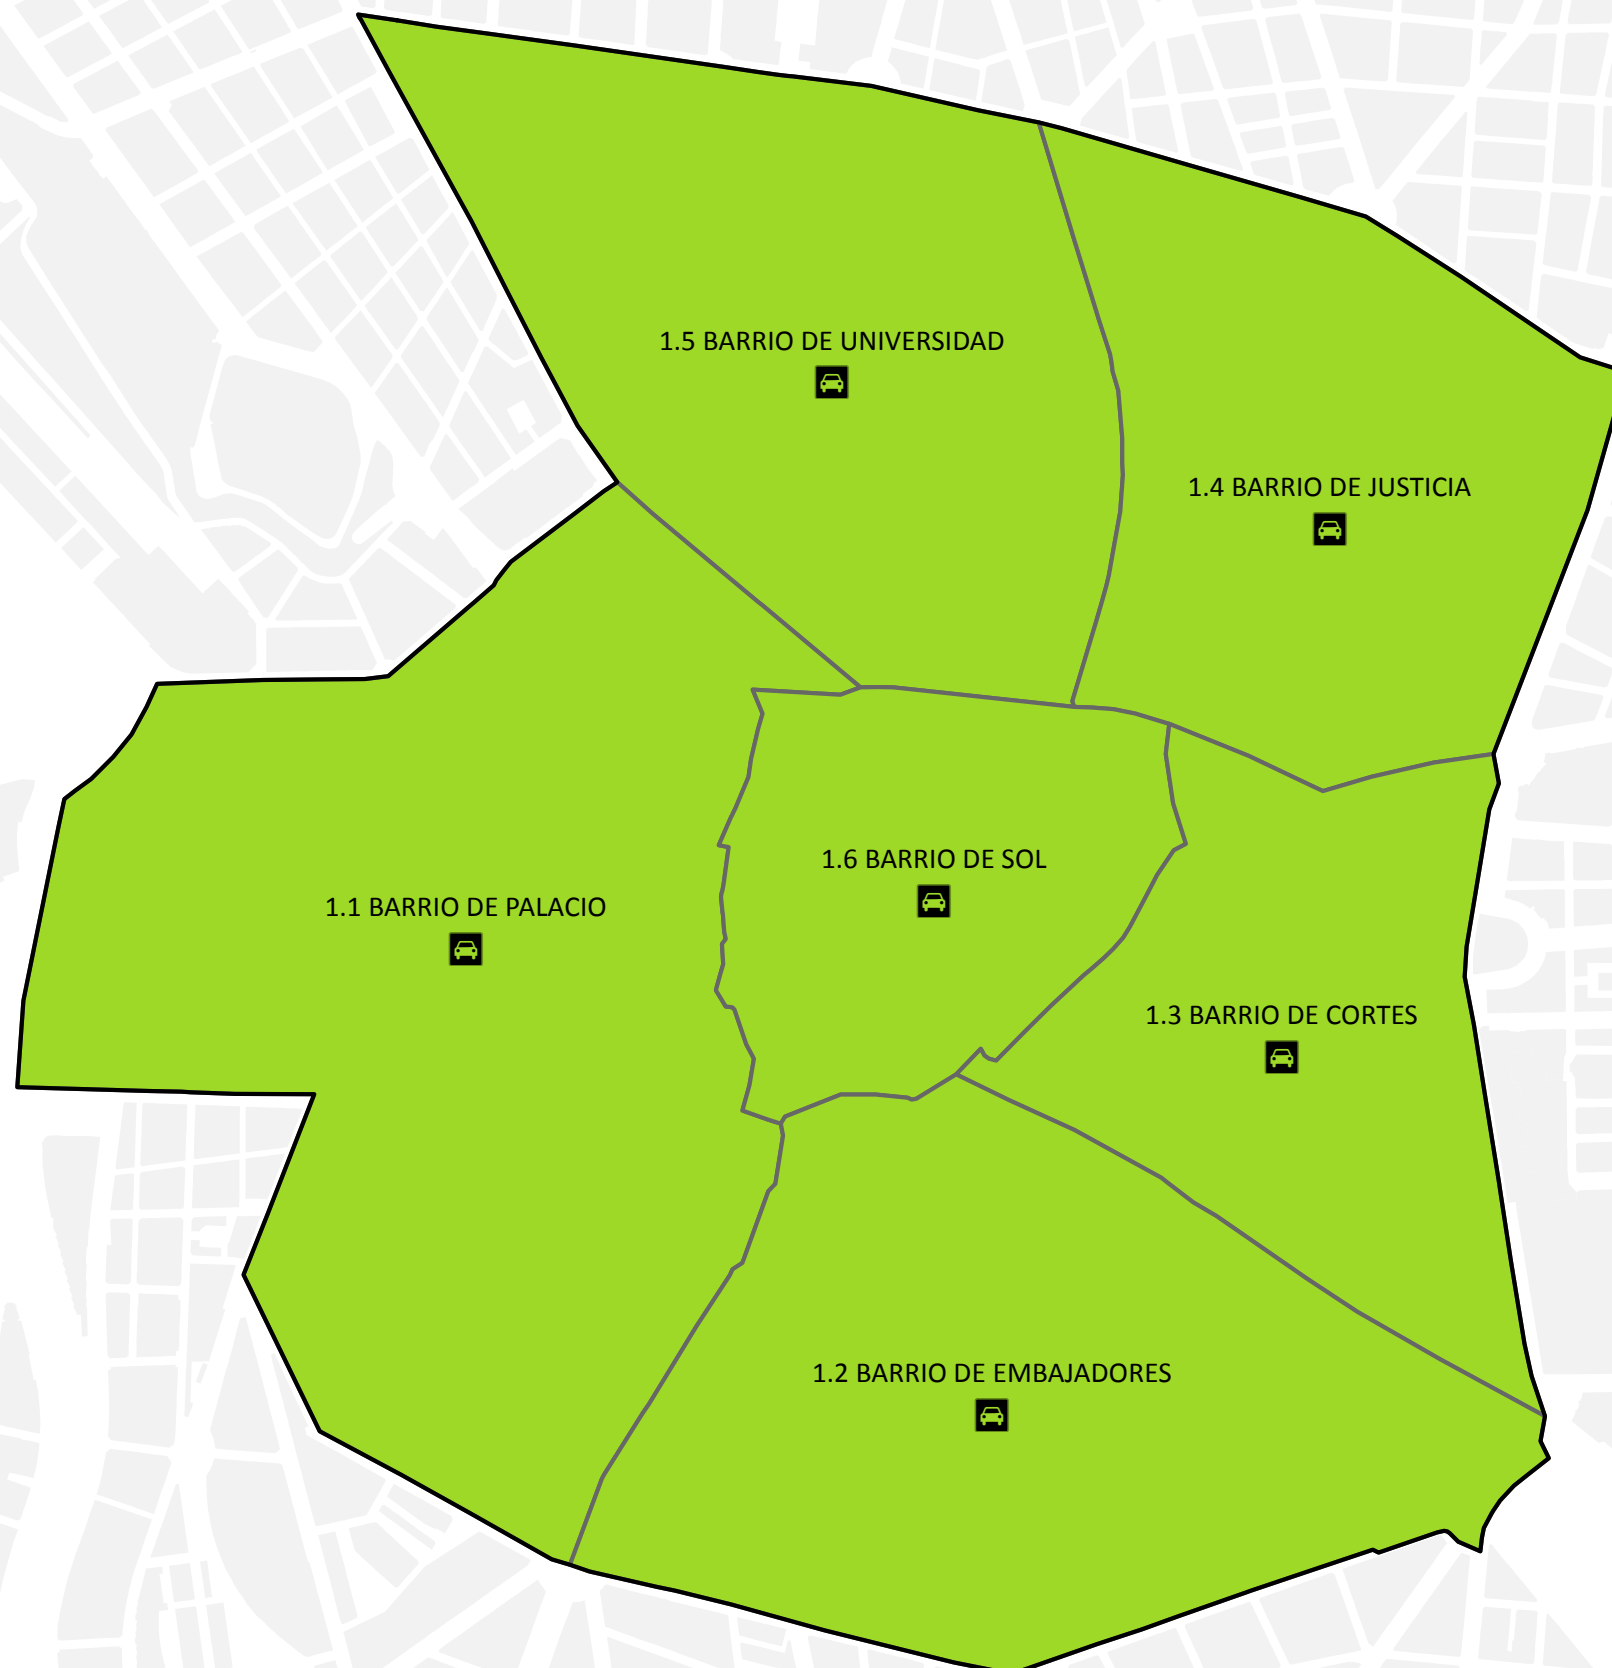 1.5 BARRIO DE UNIVERSIDAD
1.4 BARRIO DE JUSTICIA
1.6 BARRIO DE SOL
1.1 BARRIO DE PALACIO
1.3 BARRIO DE CORTES
1.2 BARRIO DE EMBAJADORES